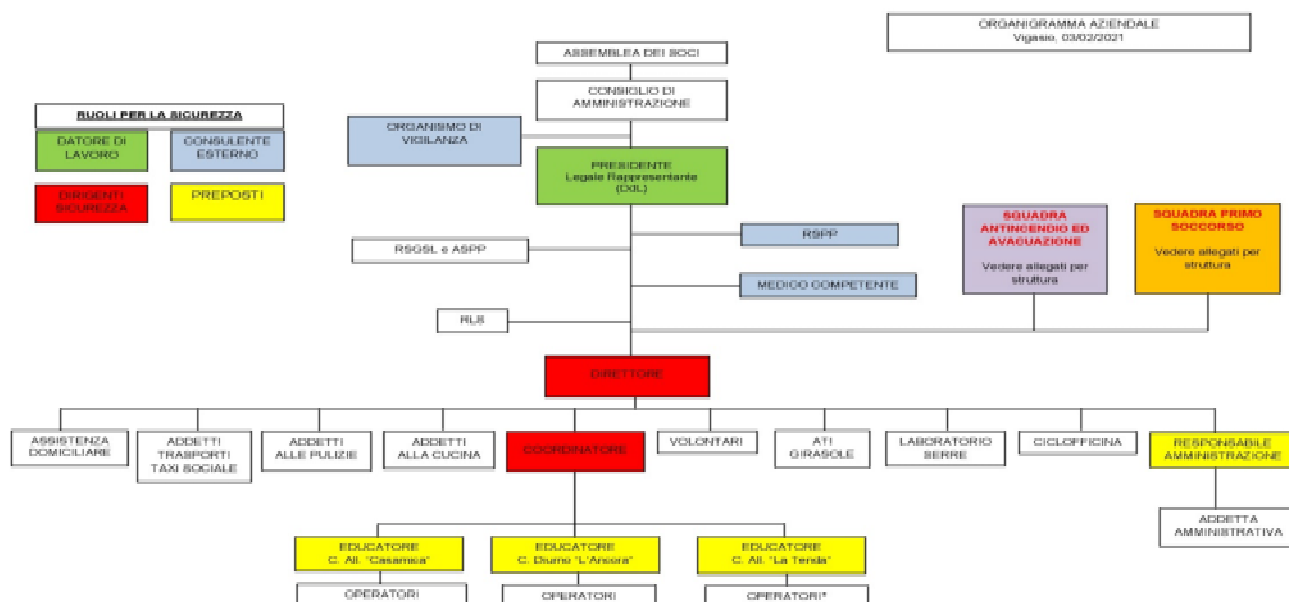 ORGANIGRAMMA AZIENDALE
Vigasio, 03/02/2021
ASSEMBLEA DEI SOCI
CONSIGLIO DI
AMMINISTRAZIONE
RUOLI PER LA SICUREZZA
DATORE DI
LAVORO
CONSULENTE
ESTERNO
DIRIGENTI
SICUREZZA
PREPOSTI
ORGANISMO DI
VIGILANZA
PRESIDENTE
Legale Rappresentante
(DdL)
RSGSL e ASPP
RSPP
MEDICO COMPETENTE
RLS
SQUADRA
ANTINCENDIO ED
AVACUAZIONE
Vedere allegati per
struttura
SQUADRA PRIMO
SOCCORSO
Vedere allegati per
struttura
DIRETTORE
ASSISTENZA
DOMICILIARE
ADDETTI
TRASPORTI
TAXI SOCIALE
ADDETTI
ALLE PULIZIE
ADDETTI
ALLA CUCINA
COORDINATORE
VOLONTARI
ATI
GIRASOLE
LABORATORIO
SERRE
CICLOFFICINA
RESPONSABILE
AMMINISTRAZIONE
ADDETTA
AMMINISTRATIVA
EDUCATORE
C. All. "Casamica"
EDUCATORE
C. Diurno "L'Ancora"
EDUCATORE
C. All. "La Tenda"
OPERATORI
OPERATORI
OPERATORI*